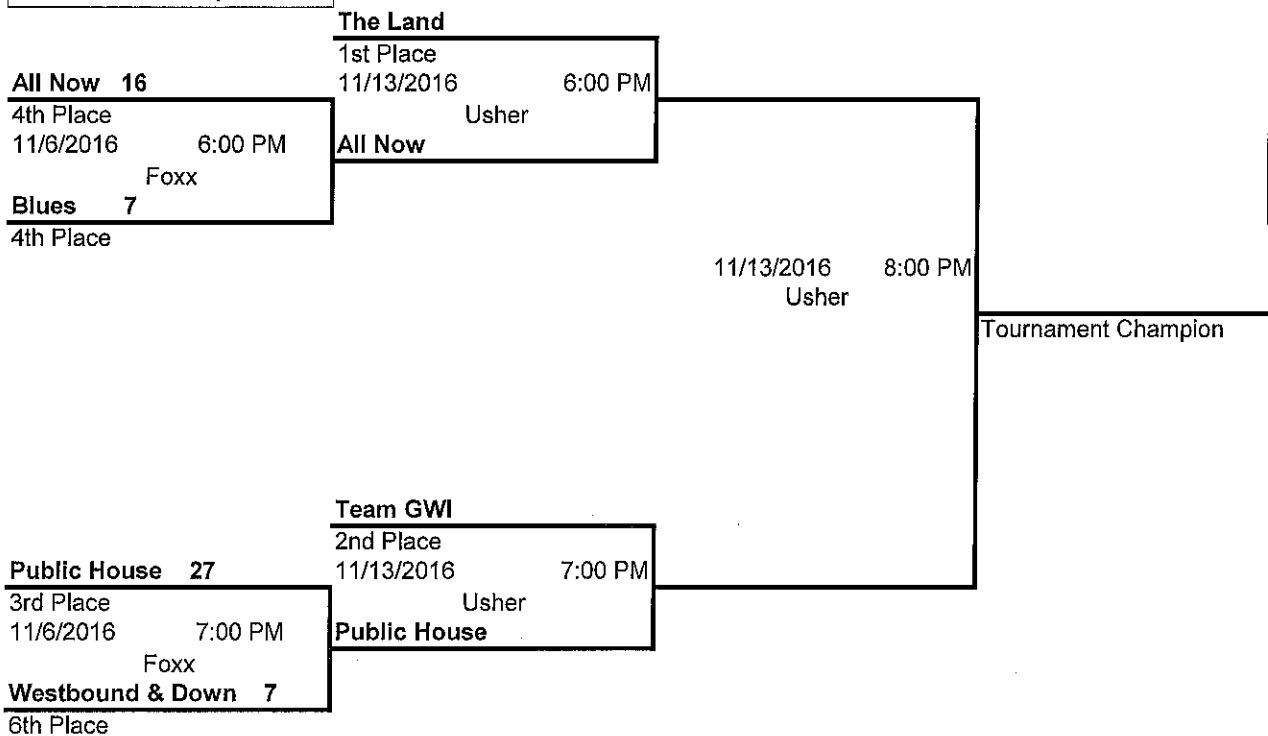 The Land
1st Place
All Now 16
11/13/2016 6:00 PM
4th Place
Usher
11/6/2016 6:00 PM
All Now
Foxx
Blues 7
4th Place
11/13/2016 8:00 PM
Usher
Tournament Champion
Team GWI
2nd Place
Public House 27
11/13/2016 7:00 PM
3rd Place
Usher
11/6/2016 7:00 PM
Public House
Foxx
Westbound & Down 7
6th Place